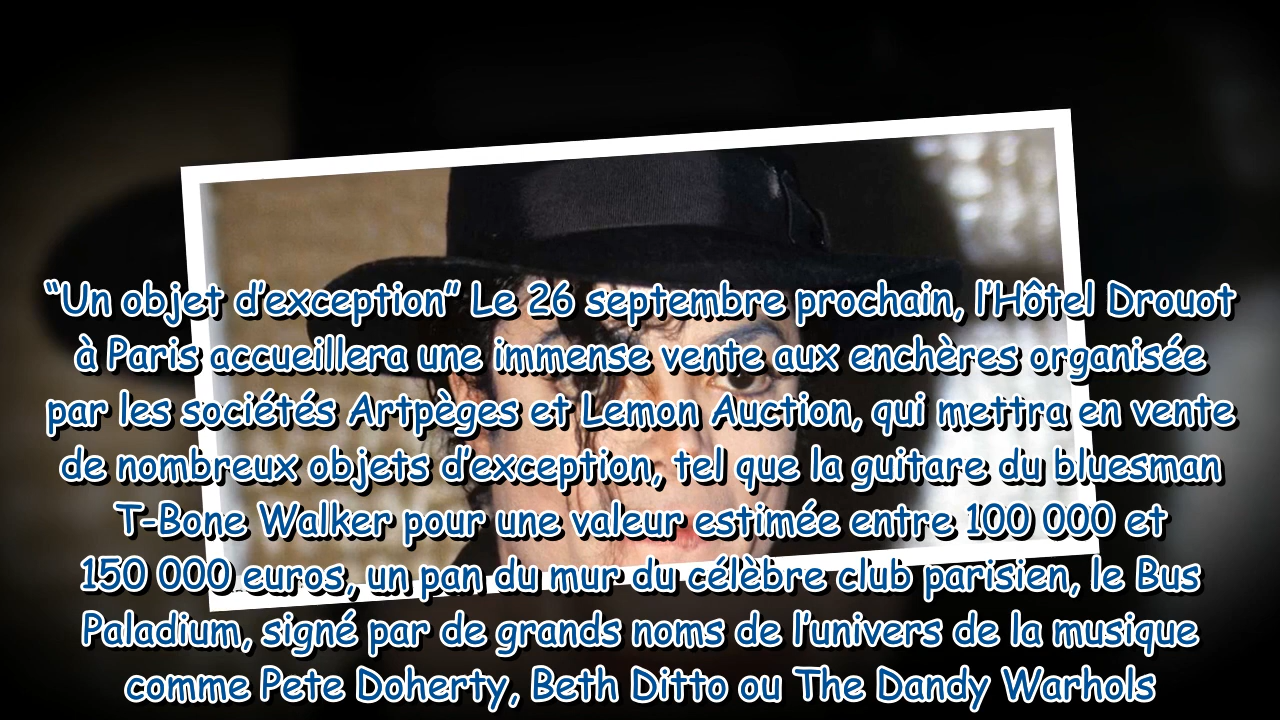 “Un objet d’exception” Le 26 septembre prochain, l’Hôtel Drouot
à Paris accueillera une immense vente aux enchères organisée
par les sociétés Artpèges et Lemon Auction, qui mettra en vente
de nombreux objets d’exception, tel que la guitare du bluesman
T-Bone Walker pour une valeur estimée entre 100 000 et
150 000 euros, un pan du mur du célèbre club parisien, le Bus
Paladium, signé par de grands noms de l’univers de la musique
comme Pete Doherty, Beth Ditto ou The Dandy Warhols